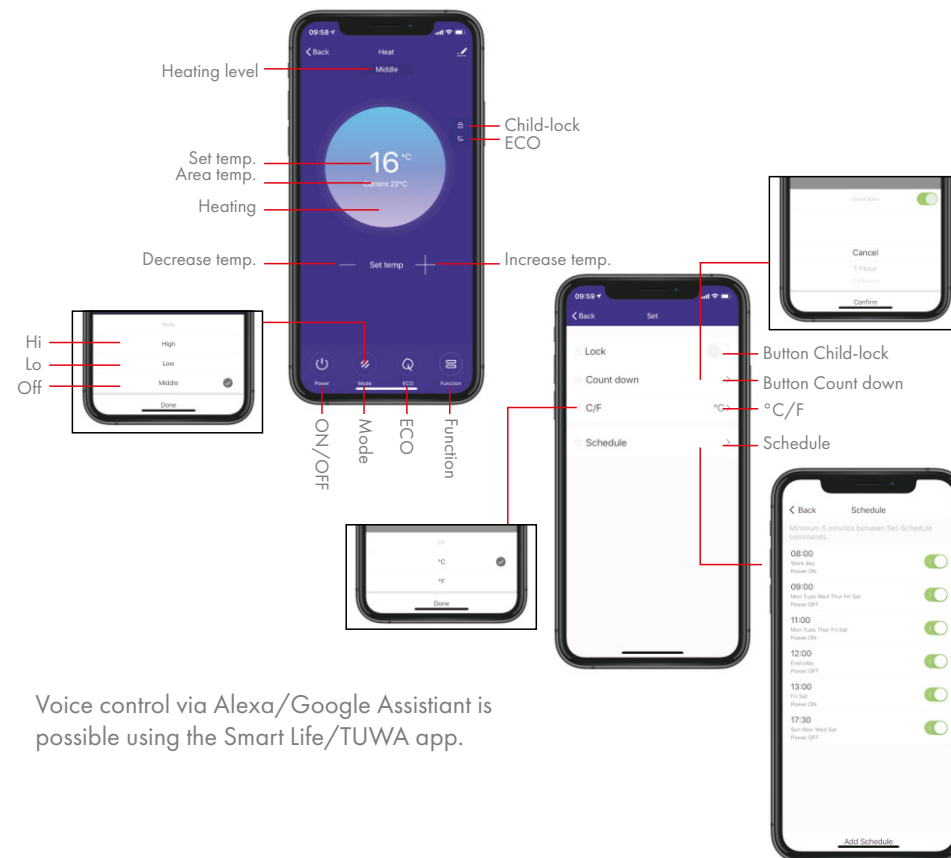 09:58
Back
Heat
Middle
Heating level
Child-lock
ECO
16 °C
Current 22°C
Set temp.
Area temp.
Heating
Decrease temp.
Set temp
Increase temp.
Mode
High
Low
Middle
Done
Hi
Lo
Off
Power
Mode
ECO
Function
ON/OFF
Mode
ECO
Function
Count down
Cancel
1 Hour
Confirm
09:59
Back
Set
Lock
Count down
C/F
°C
Schedule
Button Child-lock
Button Count down
°C/F
Schedule
C/F
°C
°F
Done
Back
Schedule
Minimum 5 minutes between Set-Schedule
commands.
08:00
Work day
Power ON
09:00
Mon Tues Wed Thur Fri Sat
Power OFF
11:00
Mon Tues Thur Fri Sat
Power ON
12:00
Everyday
Power OFF
13:00
Fri Sat
Power ON
17:30
Sun Mon Wed Sat
Power OFF
Add Schedule
Voice control via Alexa/Google Assistiant is
possible using the Smart Life/TUWA app.